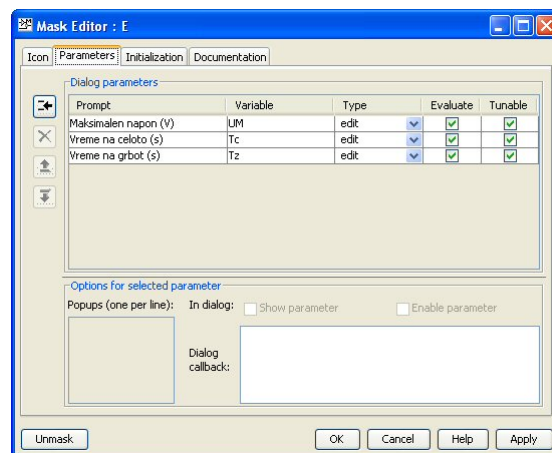 Mask Editor : E
Icon Parameters Initialization Documentation
Dialog parameters
Prompt Variable Type Evaluate Tunable
Maksimalen napon (V) UM edit
Vreme na celoto (s) Tc edit
Vreme na grbot (s) Tz edit
Options for selected parameter
Popups (one per line): In dialog: Show parameter Enable parameter
Dialog
callback:
Unmask OK Cancel Help Apply